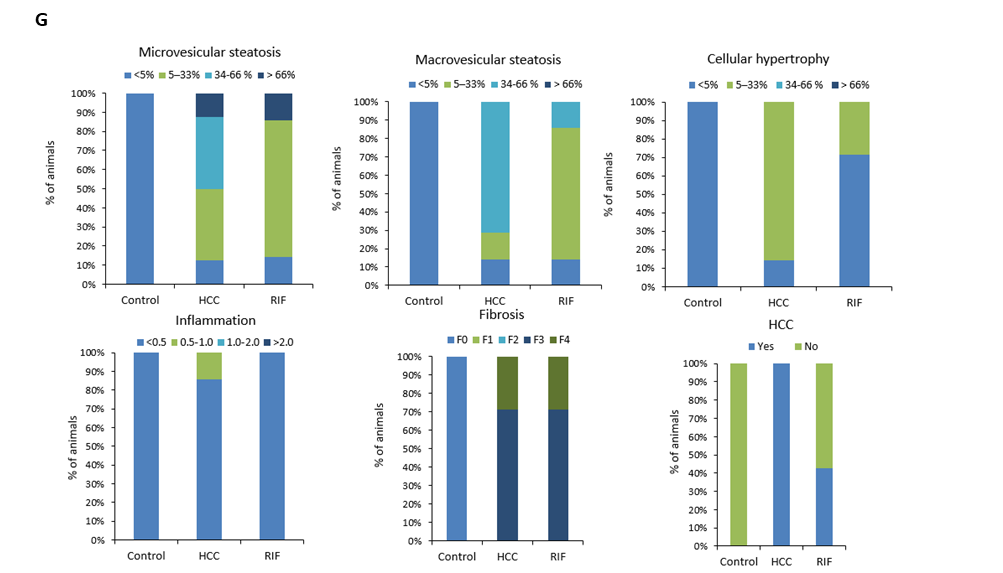 G
Microvesicular steatosis
<5% 5–33% 34-66 % > 66%
100%
90%
80%
70%
60%
50%
40%
30%
20%
10%
0%
% of animals
Control HCC RIF
Macrovesicular steatosis
<5% 5–33% 34-66 % > 66%
100%
90%
80%
70%
60%
50%
40%
30%
20%
10%
0%
% of animals
Control HCC RIF
Cellular hypertrophy
<5% 5–33% 34-66 % > 66%
100%
90%
80%
70%
60%
50%
40%
30%
20%
10%
0%
% of animals
Control HCC RIF
Inflammation
<0.5 0.5-1.0 1.0-2.0 >2.0
100%
90%
80%
70%
60%
50%
40%
30%
20%
10%
0%
% of animals
Control HCC RIF
Fibrosis
F0 F1 F2 F3 F4
100%
90%
80%
70%
60%
50%
40%
30%
20%
10%
0%
% of animals
Control HCC RIF
HCC
Yes No
100%
90%
80%
70%
60%
50%
40%
30%
20%
10%
0%
% of animals
Control HCC RIF